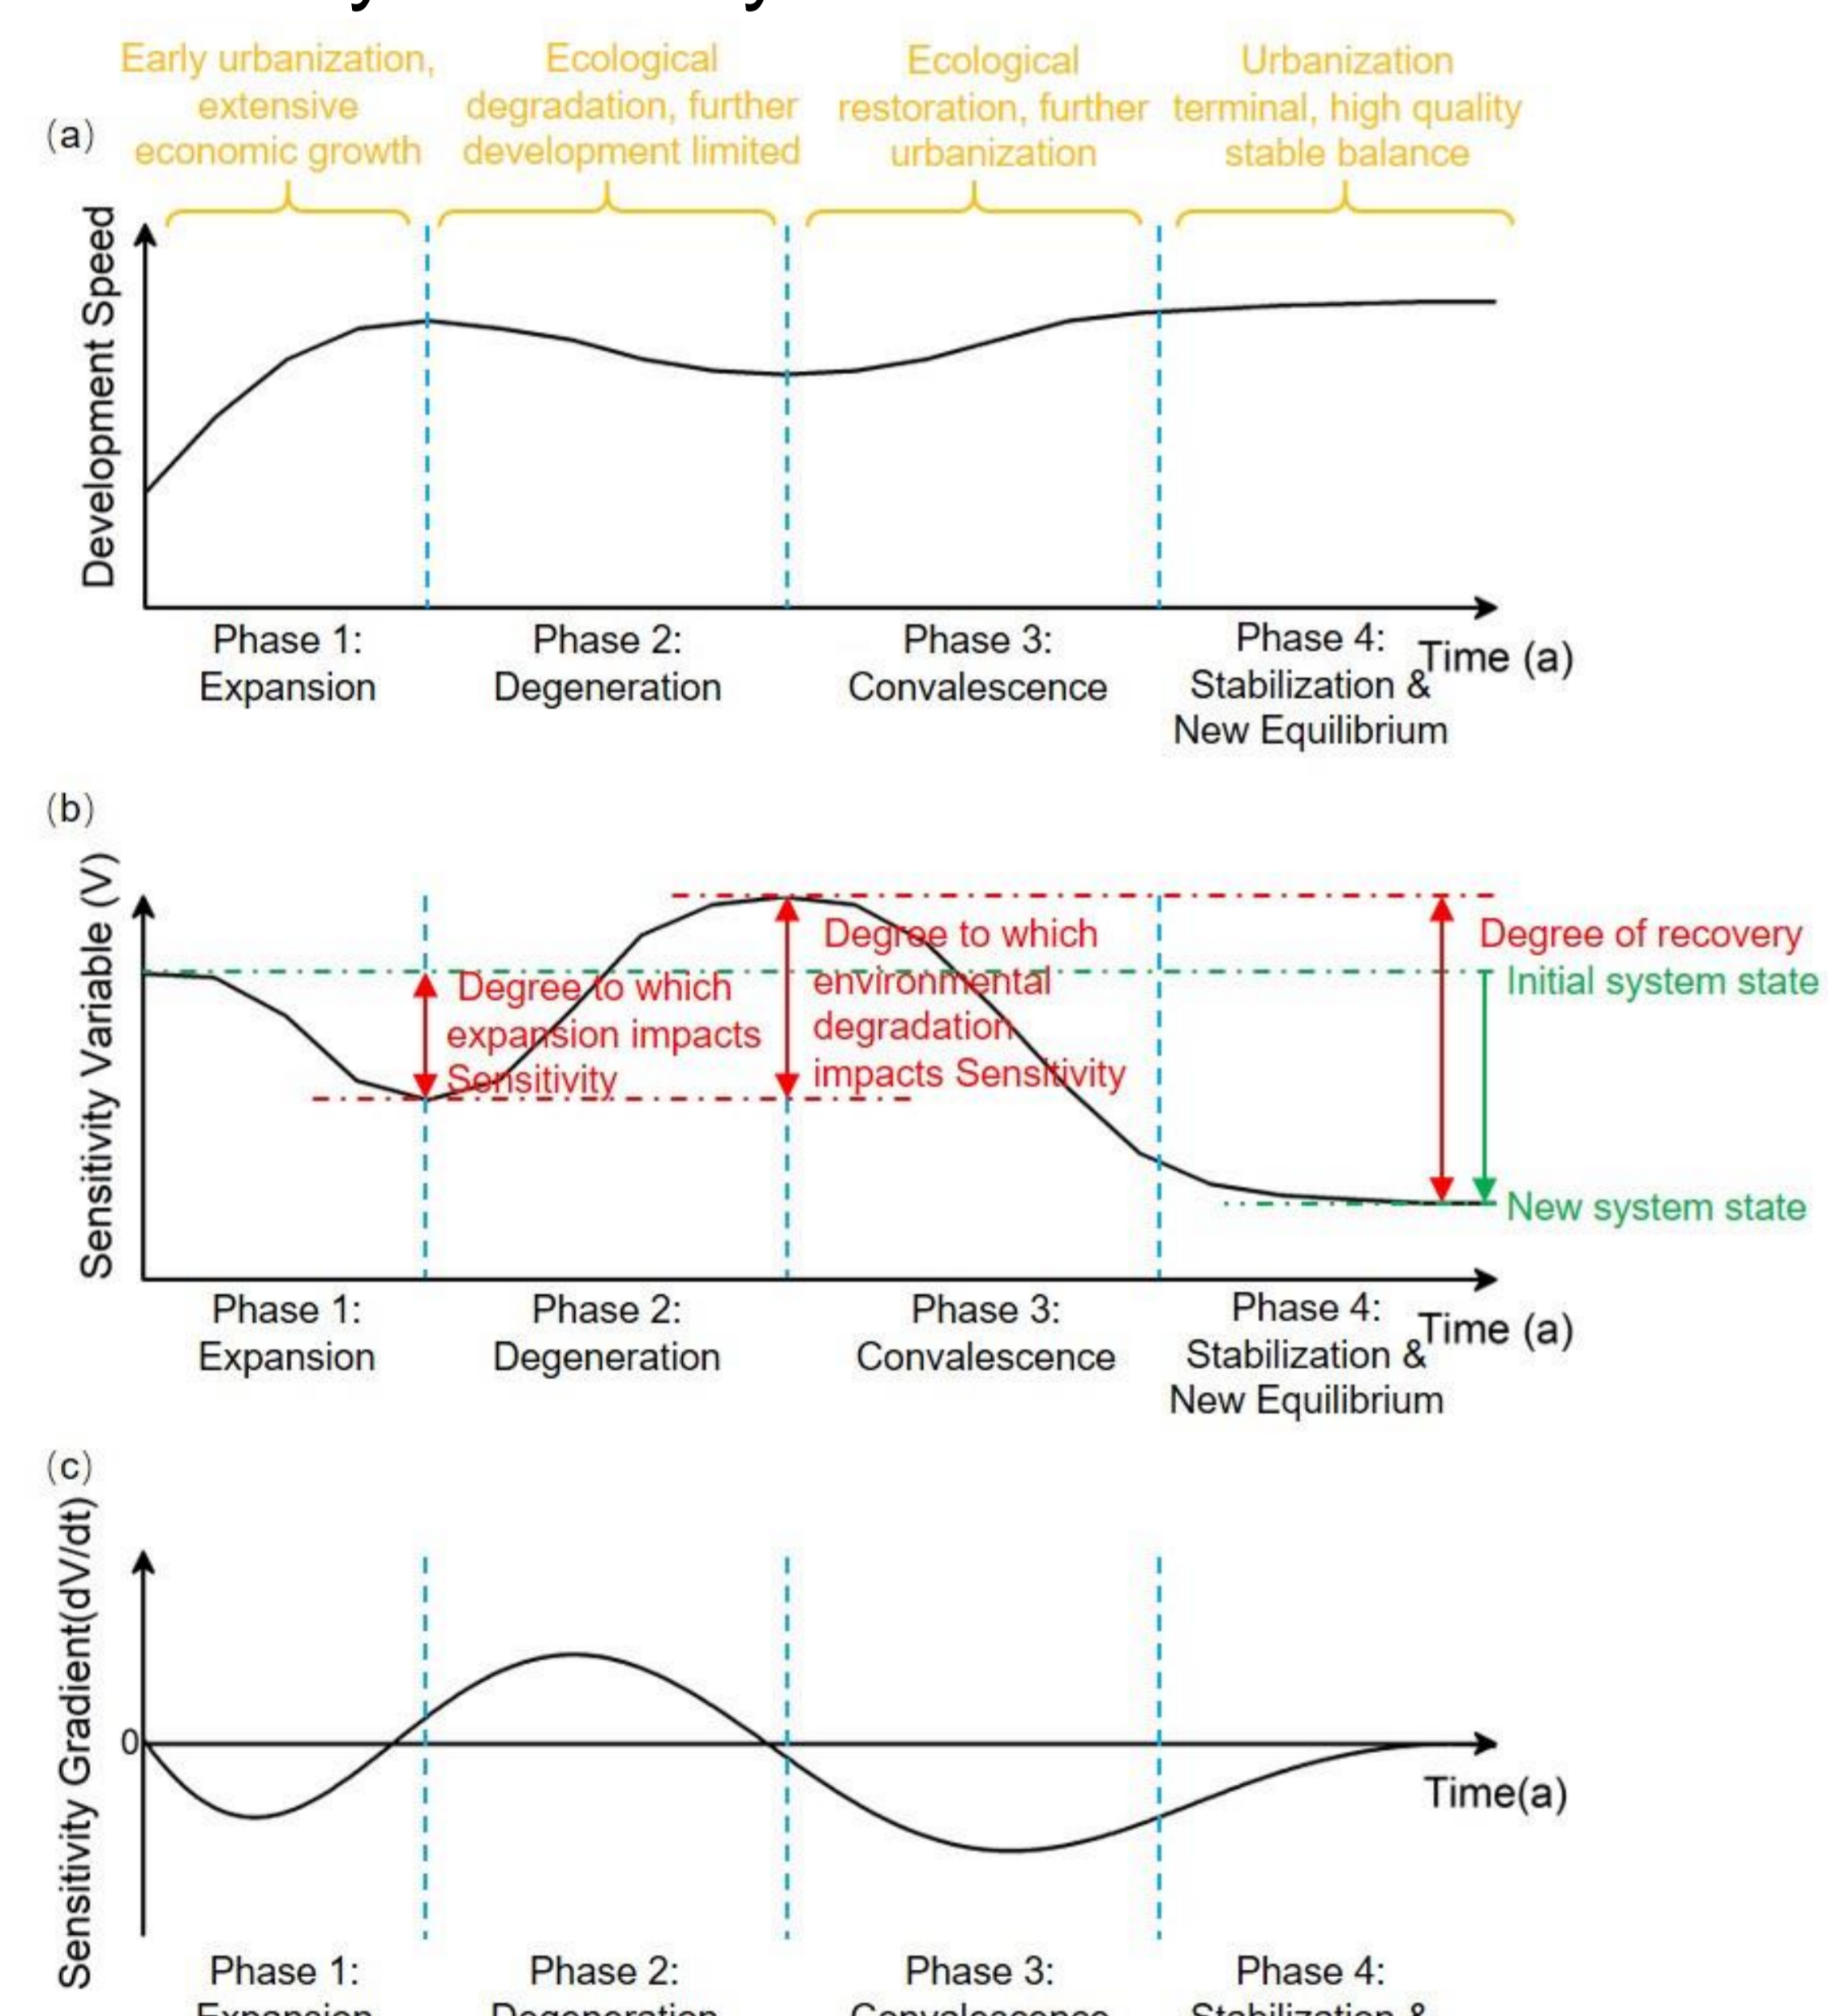 Early urbanization,
extensive
economic growth
Ecological
degradation, further
development limited
Ecological
restoration, further
urbanization
Urbanization
terminal, high quality
stable balance
(a)
Development Speed
Phase 1:
Expansion
Phase 2:
Degeneration
Phase 3:
Convalescence
Phase 4:
Stabilization &
New Equilibrium
Time (a)
(b)
Sensitivity Variable (V)
Degree to which
expansion impacts
Sensitivity
Degree to which
environmental
degradation
impacts Sensitivity
Degree of recovery
Initial system state
New system state
Phase 1:
Expansion
Phase 2:
Degeneration
Phase 3:
Convalescence
Phase 4:
Stabilization &
New Equilibrium
Time (a)
(c)
Sensitivity Gradient(dV/dt)
0
Time(a)
Phase 1:
Expansion
Phase 2:
Degeneration
Phase 3:
Convalescence
Phase 4:
Stabilization &